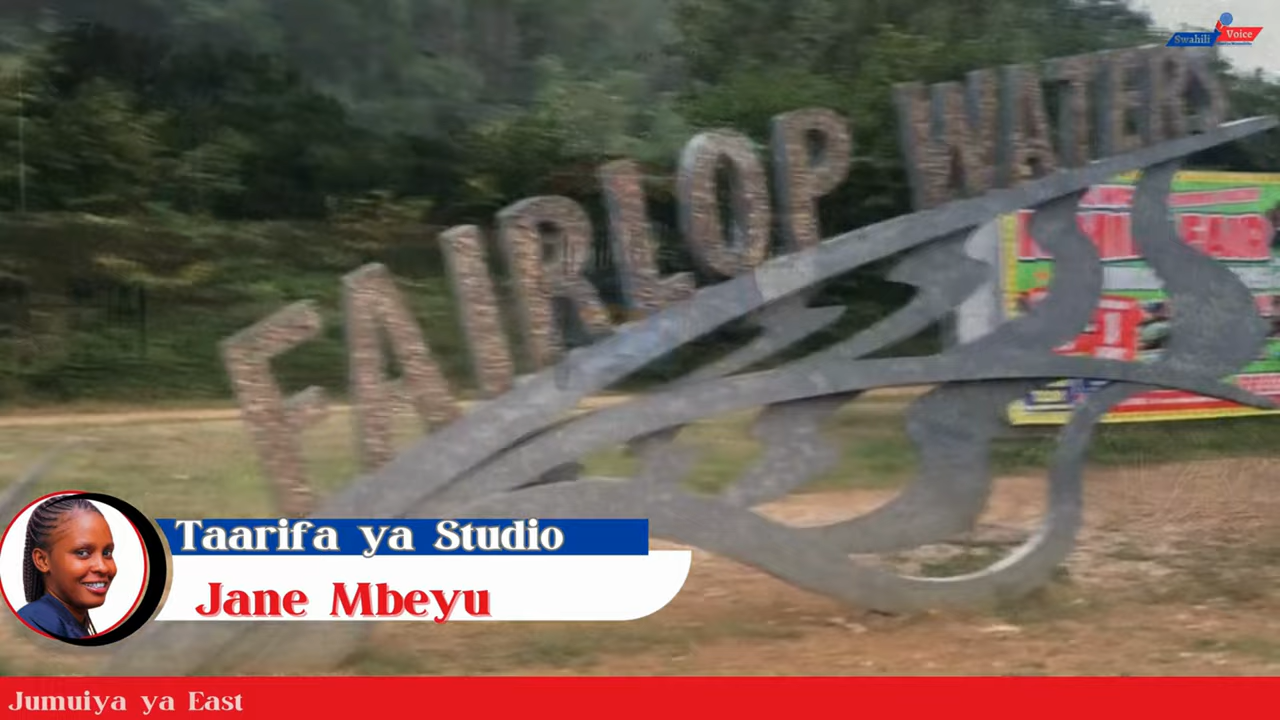 Swahili Voice
FAIRLOP WATERS
Taarifa ya Studio
Jane Mbeyu
Jumuiya ya East